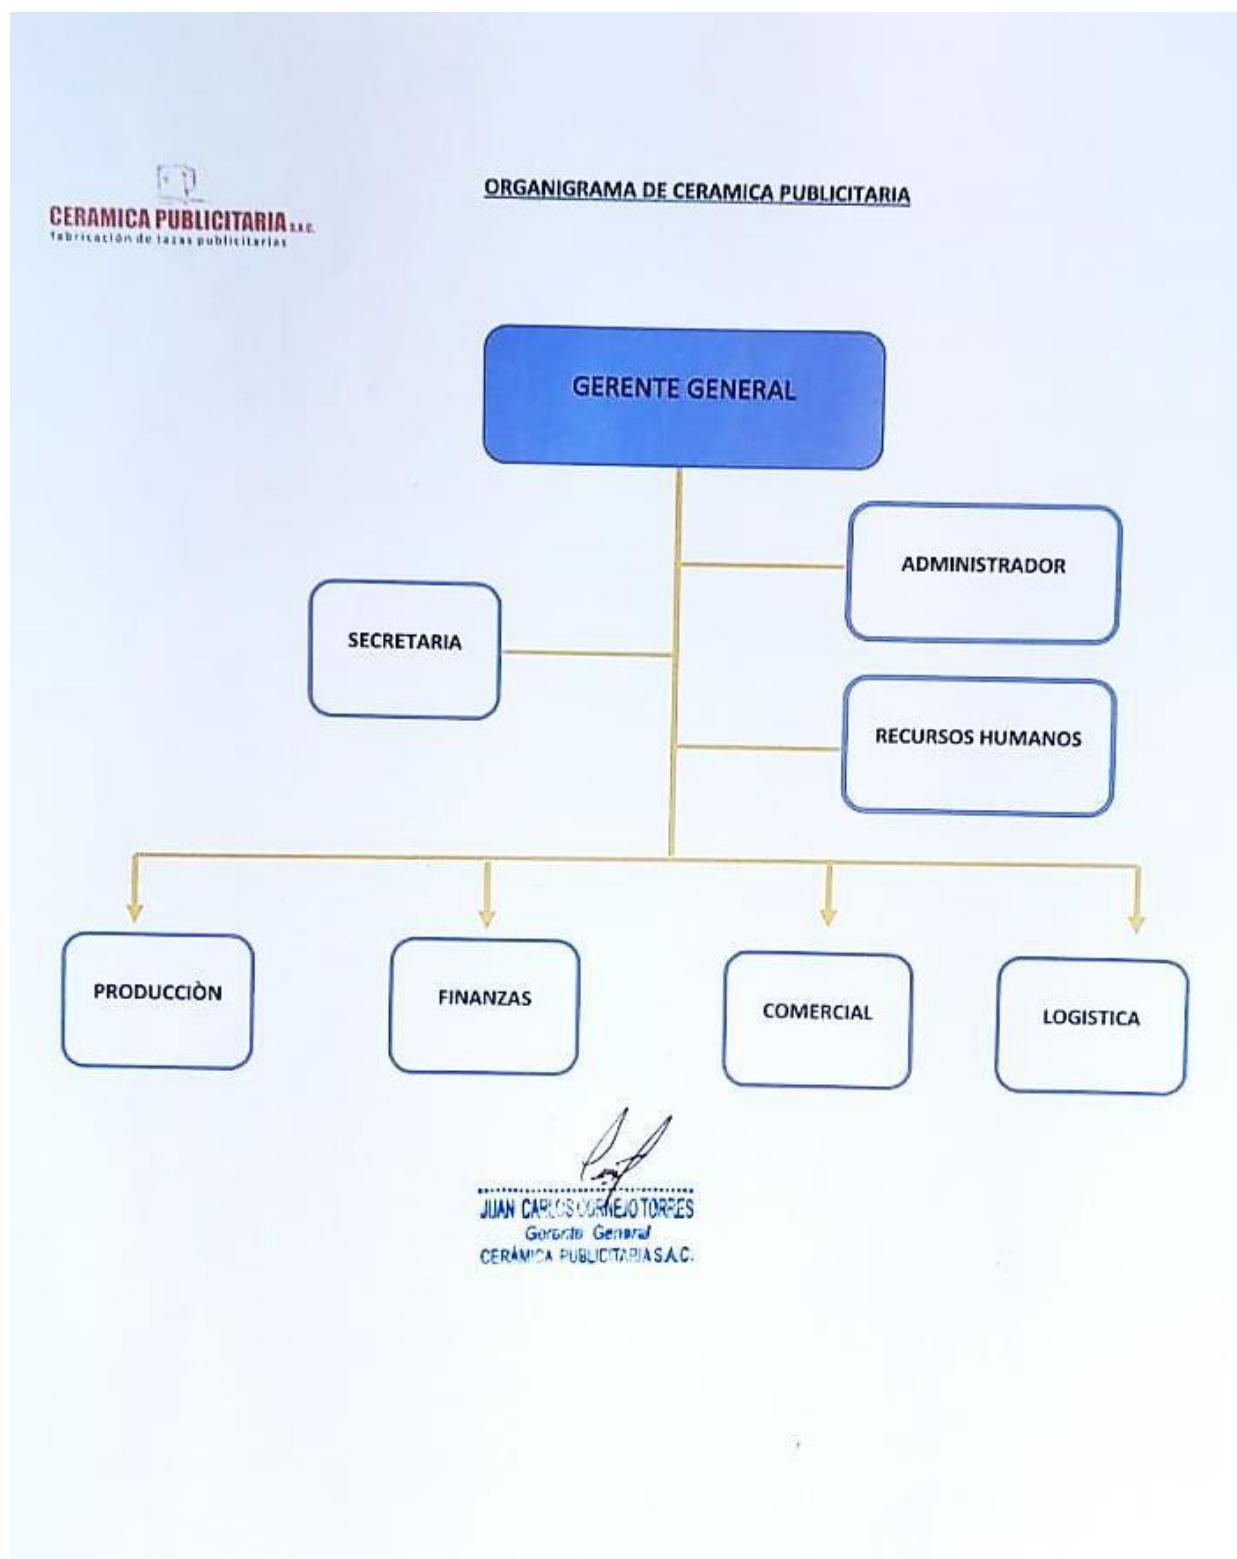 ORGANIGRAMA DE CERAMICA PUBLICITARIA
CERAMICA PUBLICITARIA S.A.C.
fabricación de tazas publicitarias
GERENTE GENERAL
ADMINISTRADOR
SECRETARIA
RECURSOS HUMANOS
PRODUCCIÒN
FINANZAS
COMERCIAL
LOGISTICA
JUAN CARLOS CORNEJO TORRES
Gerente General
CERÁMICA PUBLICITARIA S.A.C.